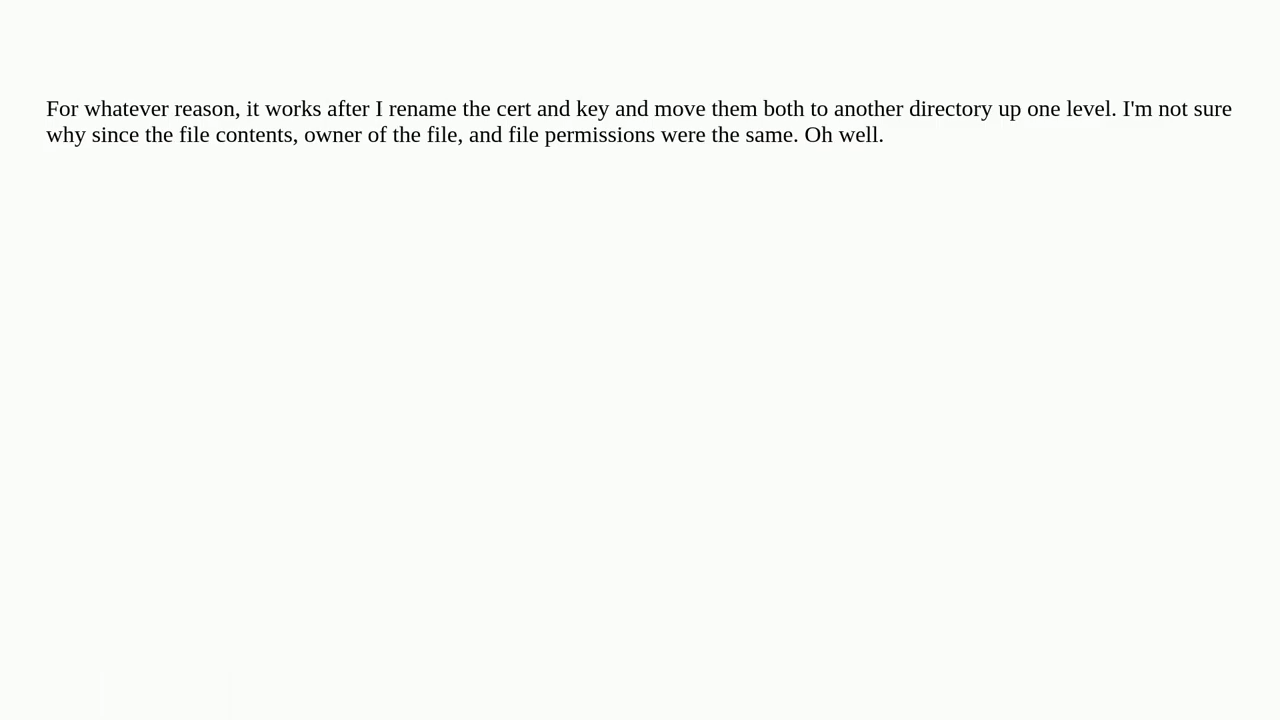 For whatever reason, it works after I rename the cert and key and move them both to another directory up one level. I'm not sure
why since the file contents, owner of the file, and file permissions were the same. Oh well.